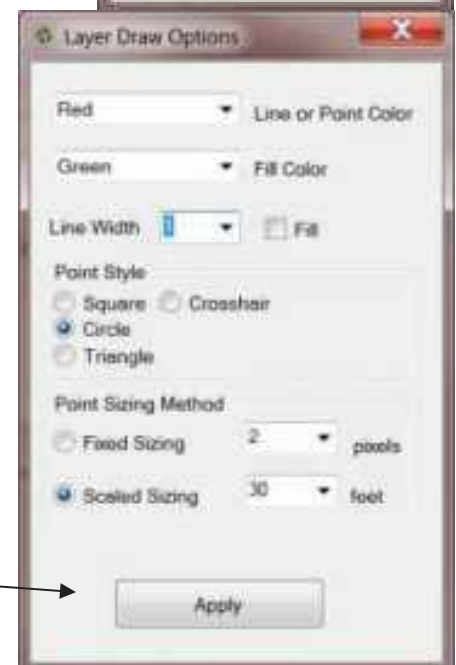 Layer Draw Options
Red Line or Point Color
Green Fill Color
Line Width 1 Fill
Point Style
Square Crosshair
Circle
Triangle
Point Sizing Method
Fixed Sizing 2 pixels
Scaled Sizing 30 feet
Apply